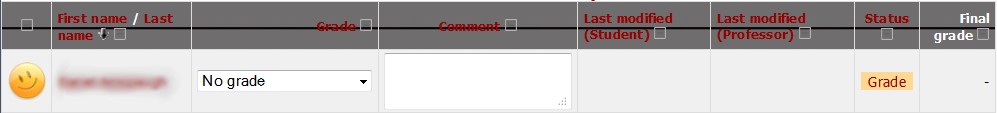 First name / Last name
Grade
Comment
Last modified (Student)
Last modified (Professor)
Status
Final grade
No grade
Grade
-